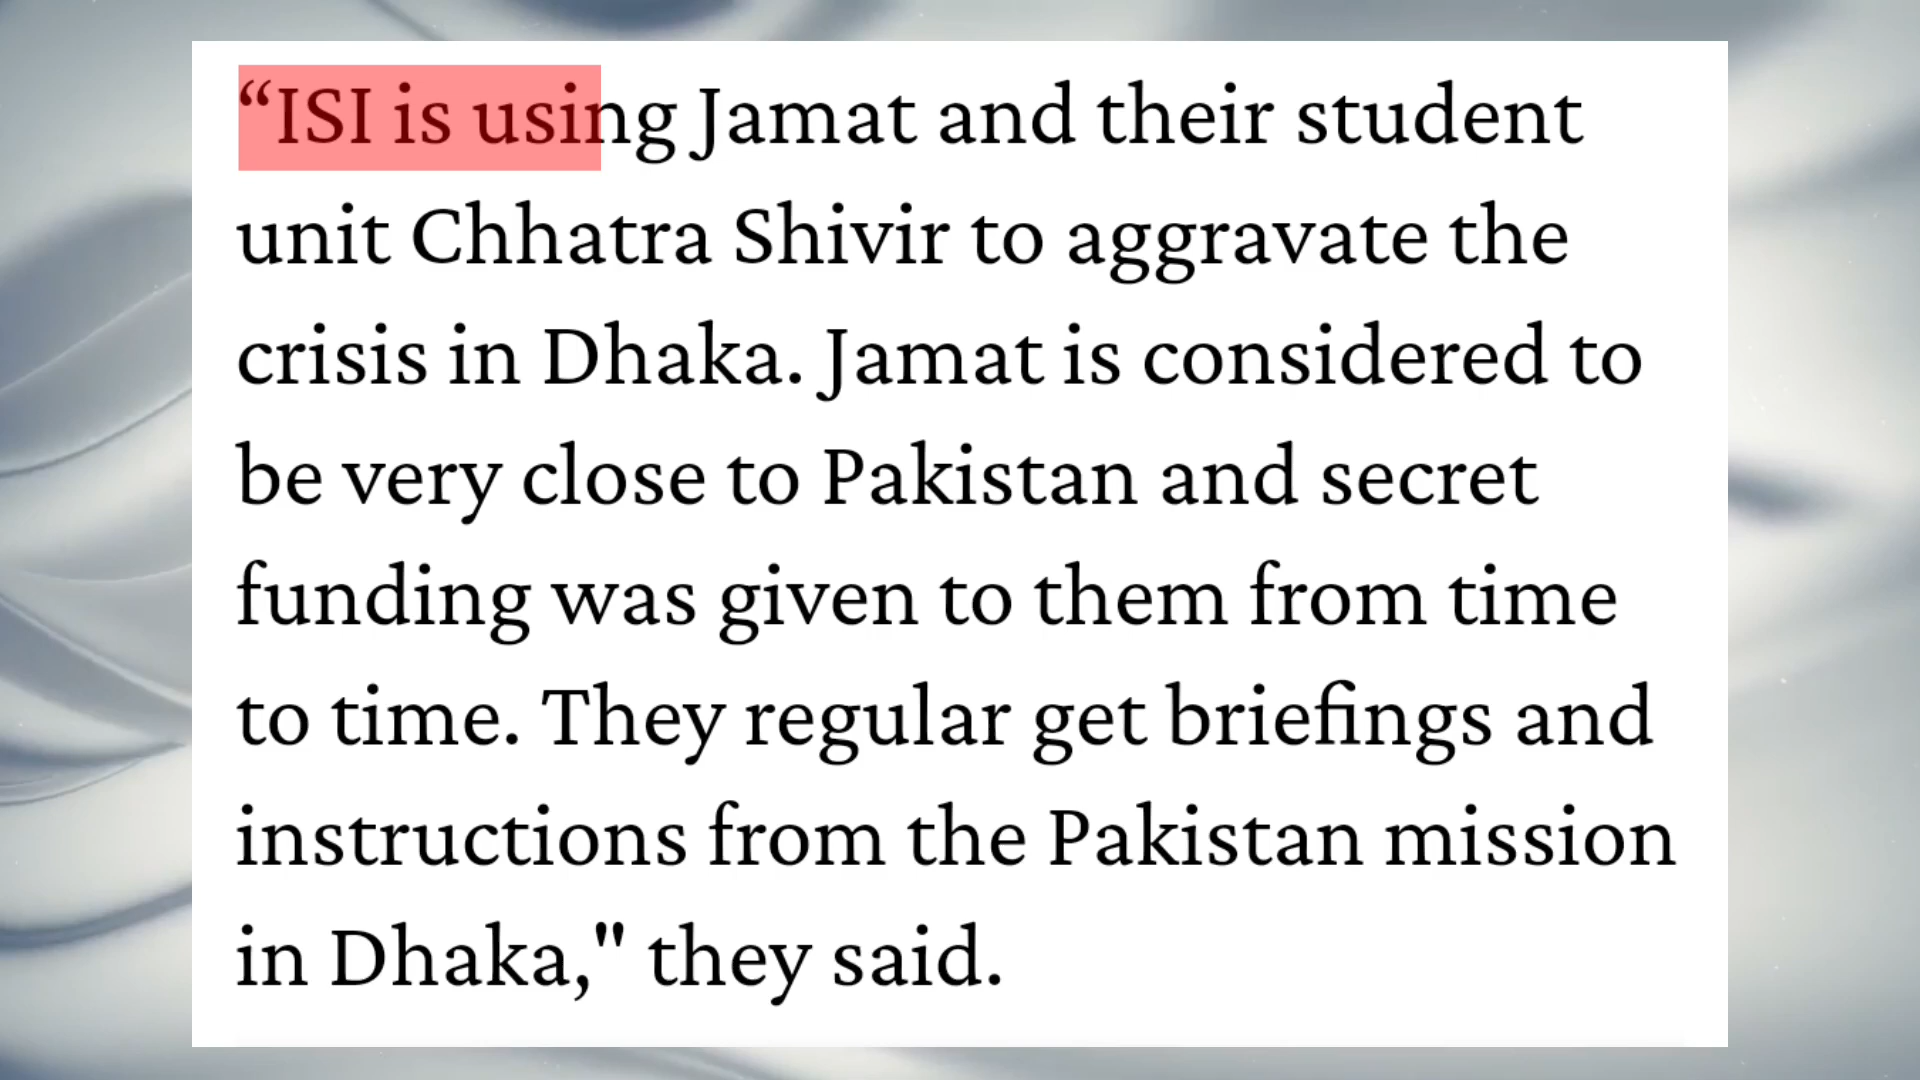 “ISI is using Jamat and their student
unit Chhatra Shivir to aggravate the
crisis in Dhaka. Jamat is considered to
be very close to Pakistan and secret
funding was given to them from time
to time. They regular get briefings and
instructions from the Pakistan mission
in Dhaka," they said.